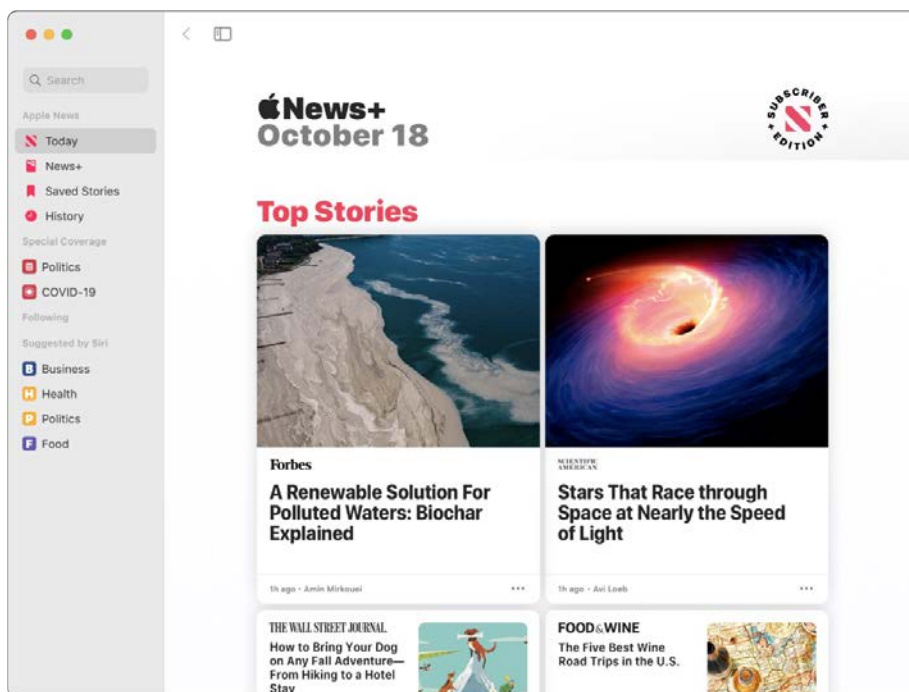 Search
Apple News
Today
News+
Saved Stories
History
Special Coverage
Politics
COVID-19
Following
Suggested by Siri
B Business
H Health
P Politics
F Food
News+
October 18
SUBSCRIBER
EDITION
Top Stories
Forbes
A Renewable Solution For
Polluted Waters: Biochar
Explained
1h ago • Amin Mirkouei
SCIENTIFIC
AMERICAN
Stars That Race through
Space at Nearly the Speed
of Light
1h ago • Avi Loeb
THE WALL STREET JOURNAL
How to Bring Your Dog
on Any Fall Adventure—
From Hiking to a Hotel
Stay
FOOD&WINE
The Five Best Wine
Road Trips in the U.S.